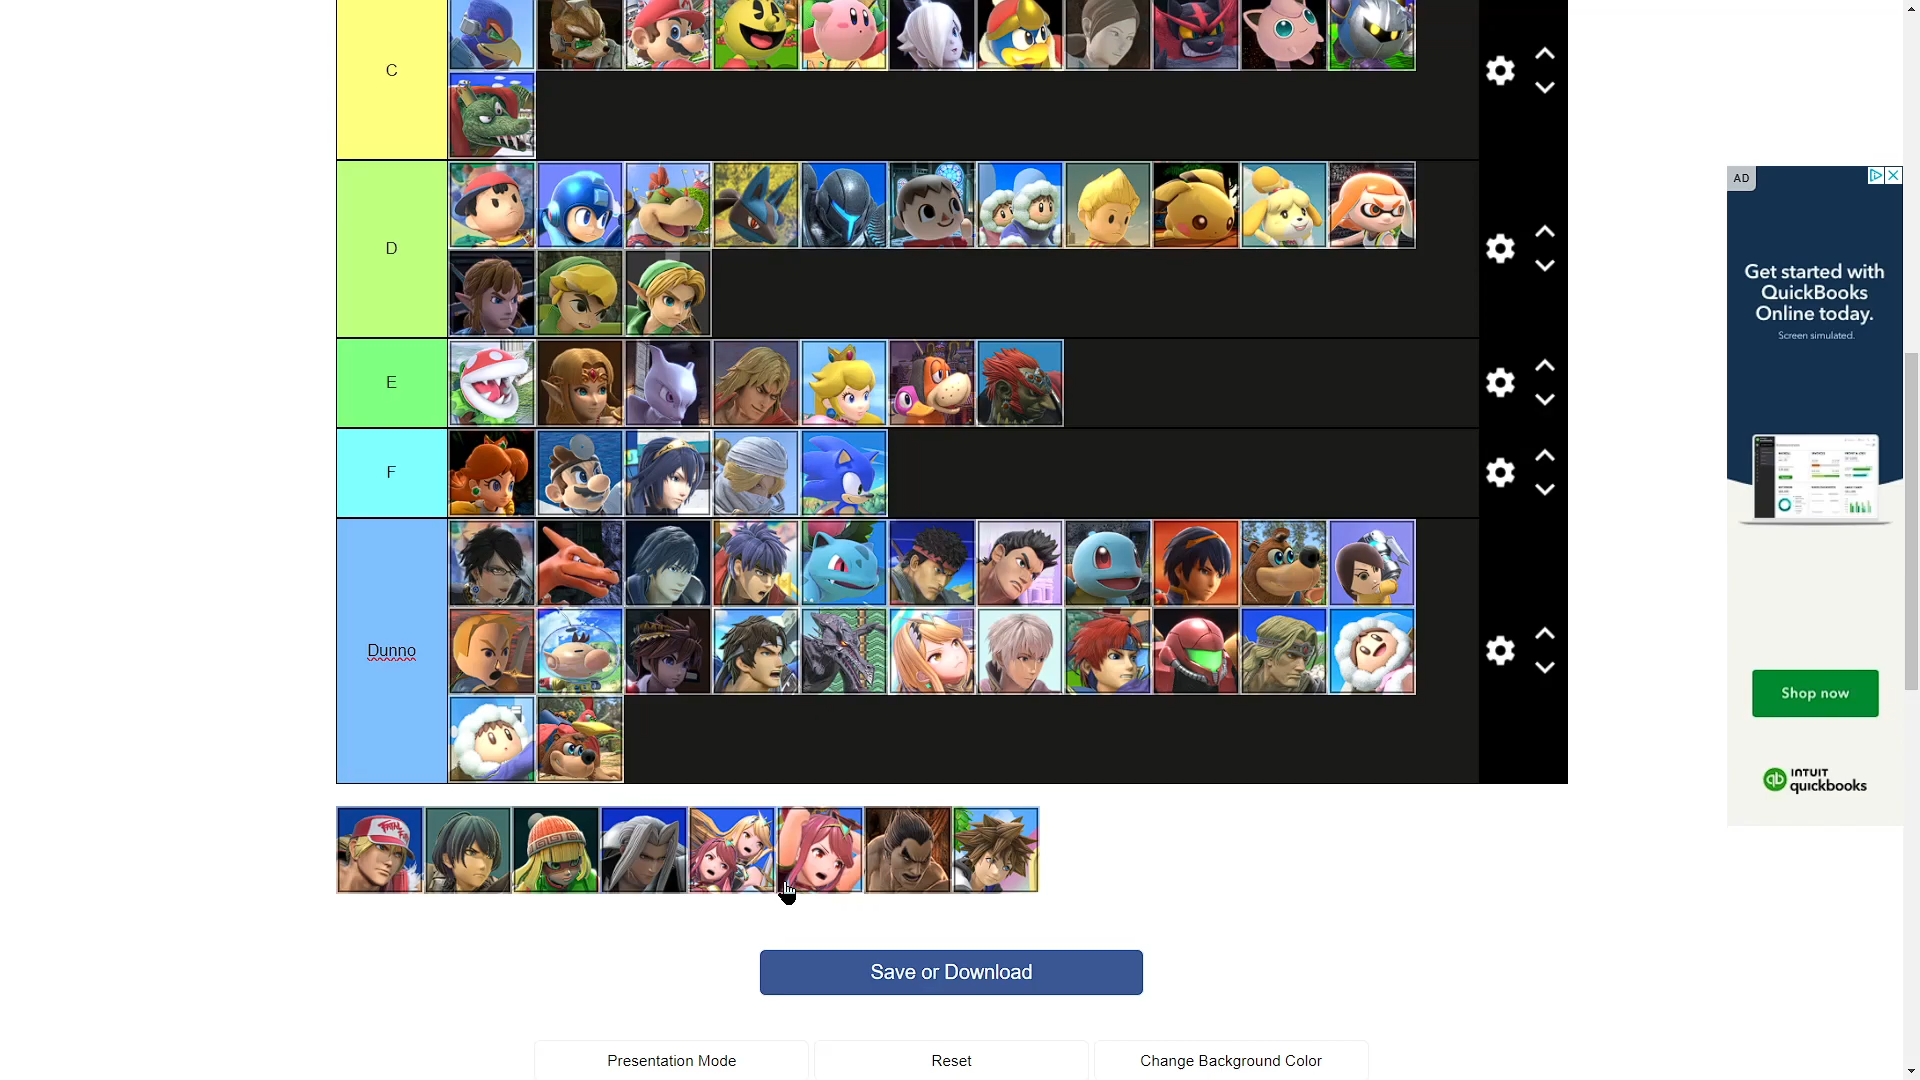 C
D
E
F
Dunno
AD
Get started with
QuickBooks
Online today.
Screen simulated.
Shop now
qb INTUIT
quickbooks
Save or Download
Presentation Mode
Reset
Change Background Color